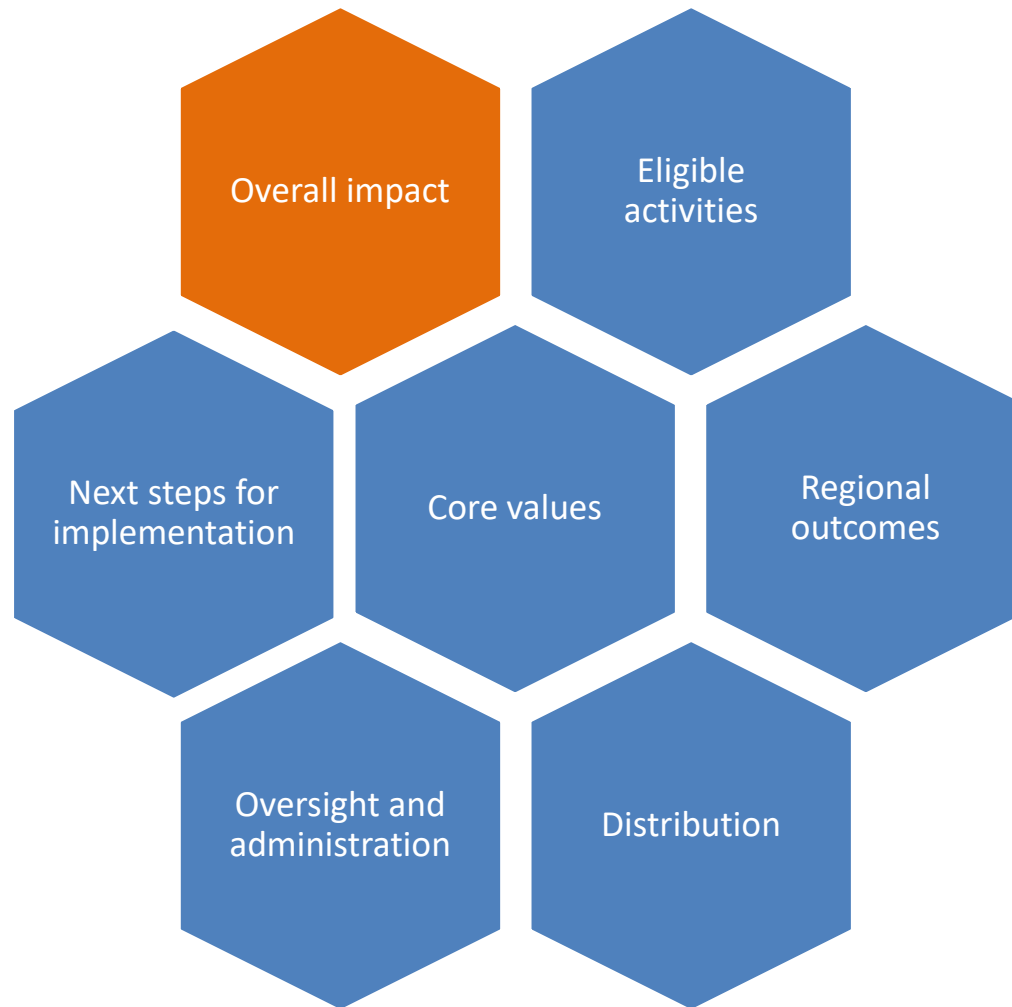 Overall impact
Eligible
activities
Next steps for
implementation
Core values
Regional
outcomes
Oversight and
administration
Distribution